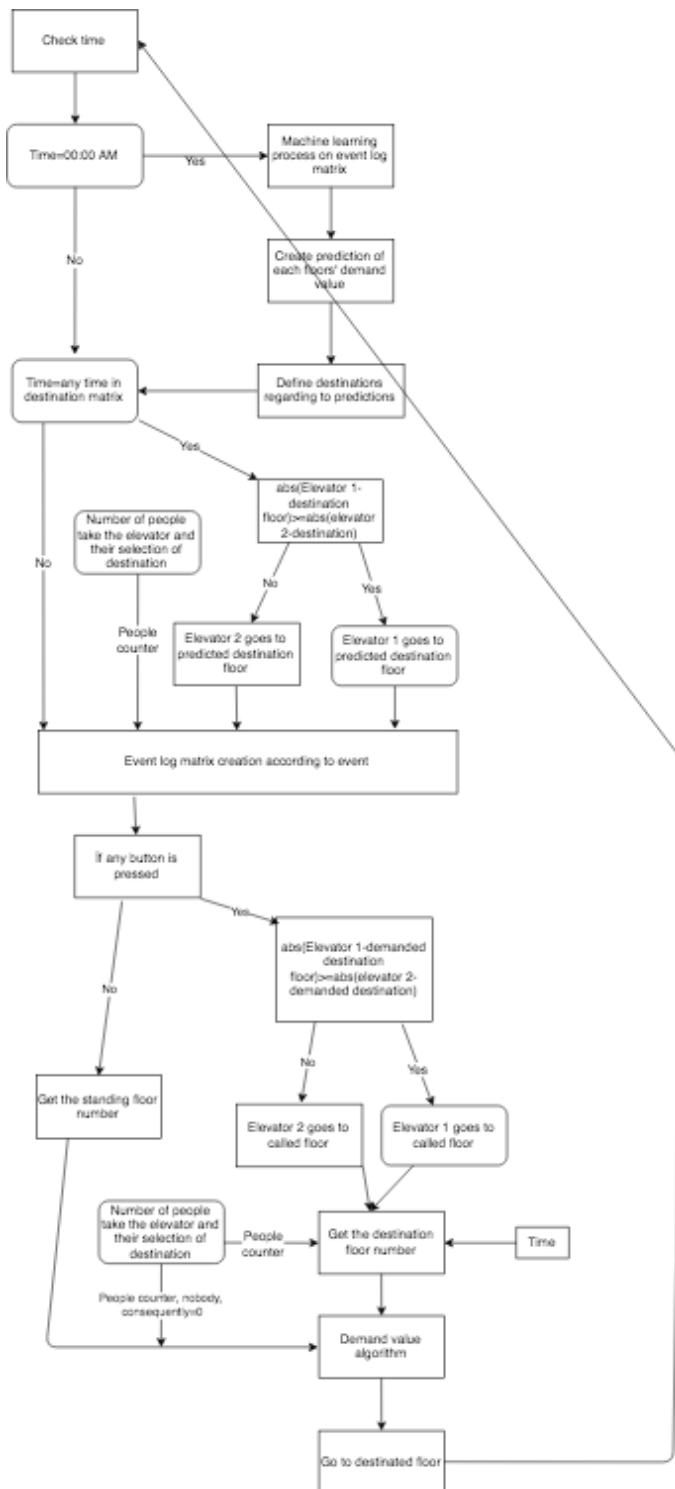 Check time
Time=00:00 AM
Yes
Machine learning
process on event log
matrix
No
Create prediction of
each floors' demand
value
Time=any time in
destination matrix
Define destinations
regarding to predictions
Yes
abs(Elevator 1-
destination
floor)>=abs(elevator
2-destination)
Number of people
take the elevator and
their selection of
destination
No
No
Yes
People
counter
Elevator 2 goes to
predicted destination
floor
Elevator 1 goes to
predicted destination
floor
Event log matrix creation according to event
İf any button is
pressed
Yes
abs(Elevator 1-demanded
destination
floor)>=abs(elevator 2-
demanded destination)
No
No
Yes
Get the standing floor
number
Elevator 2 goes to
called floor
Elevator 1 goes to
called floor
Number of people
take the elevator and
their selection of
destination
People
counter
Get the destination
floor number
Time
People counter, nobody,
consequently=0
Demand value
algorithm
Go to destinated floor